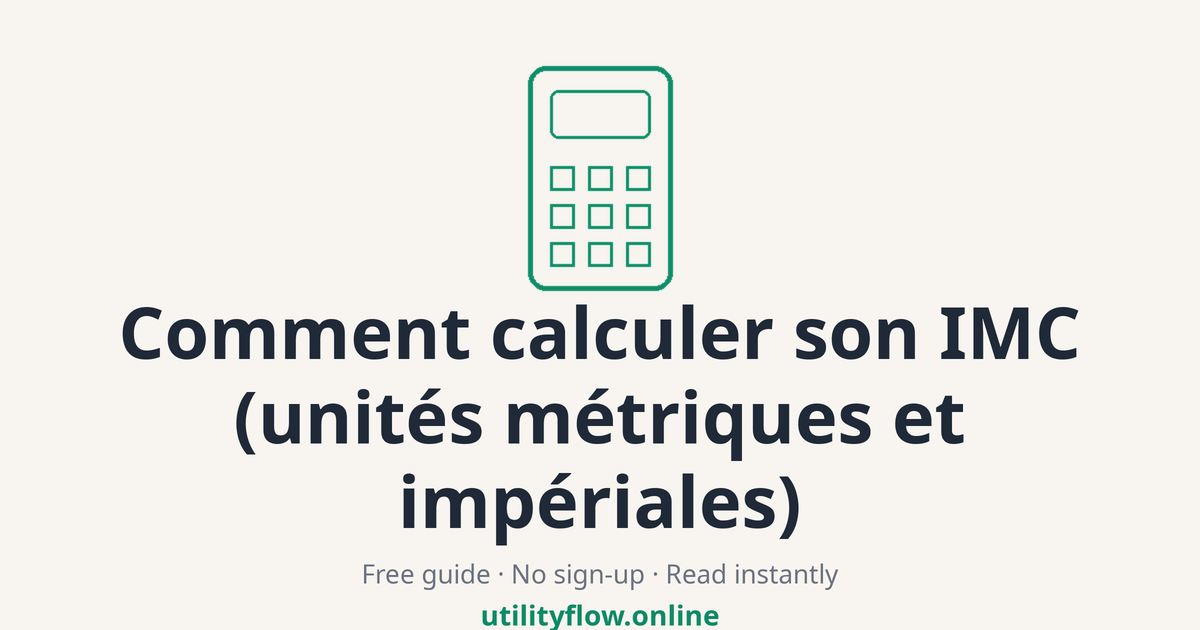 Comment calculer son IMC
(unités métriques et
impériales)
Free guide · No sign-up · Read instantly
utilityflow.online